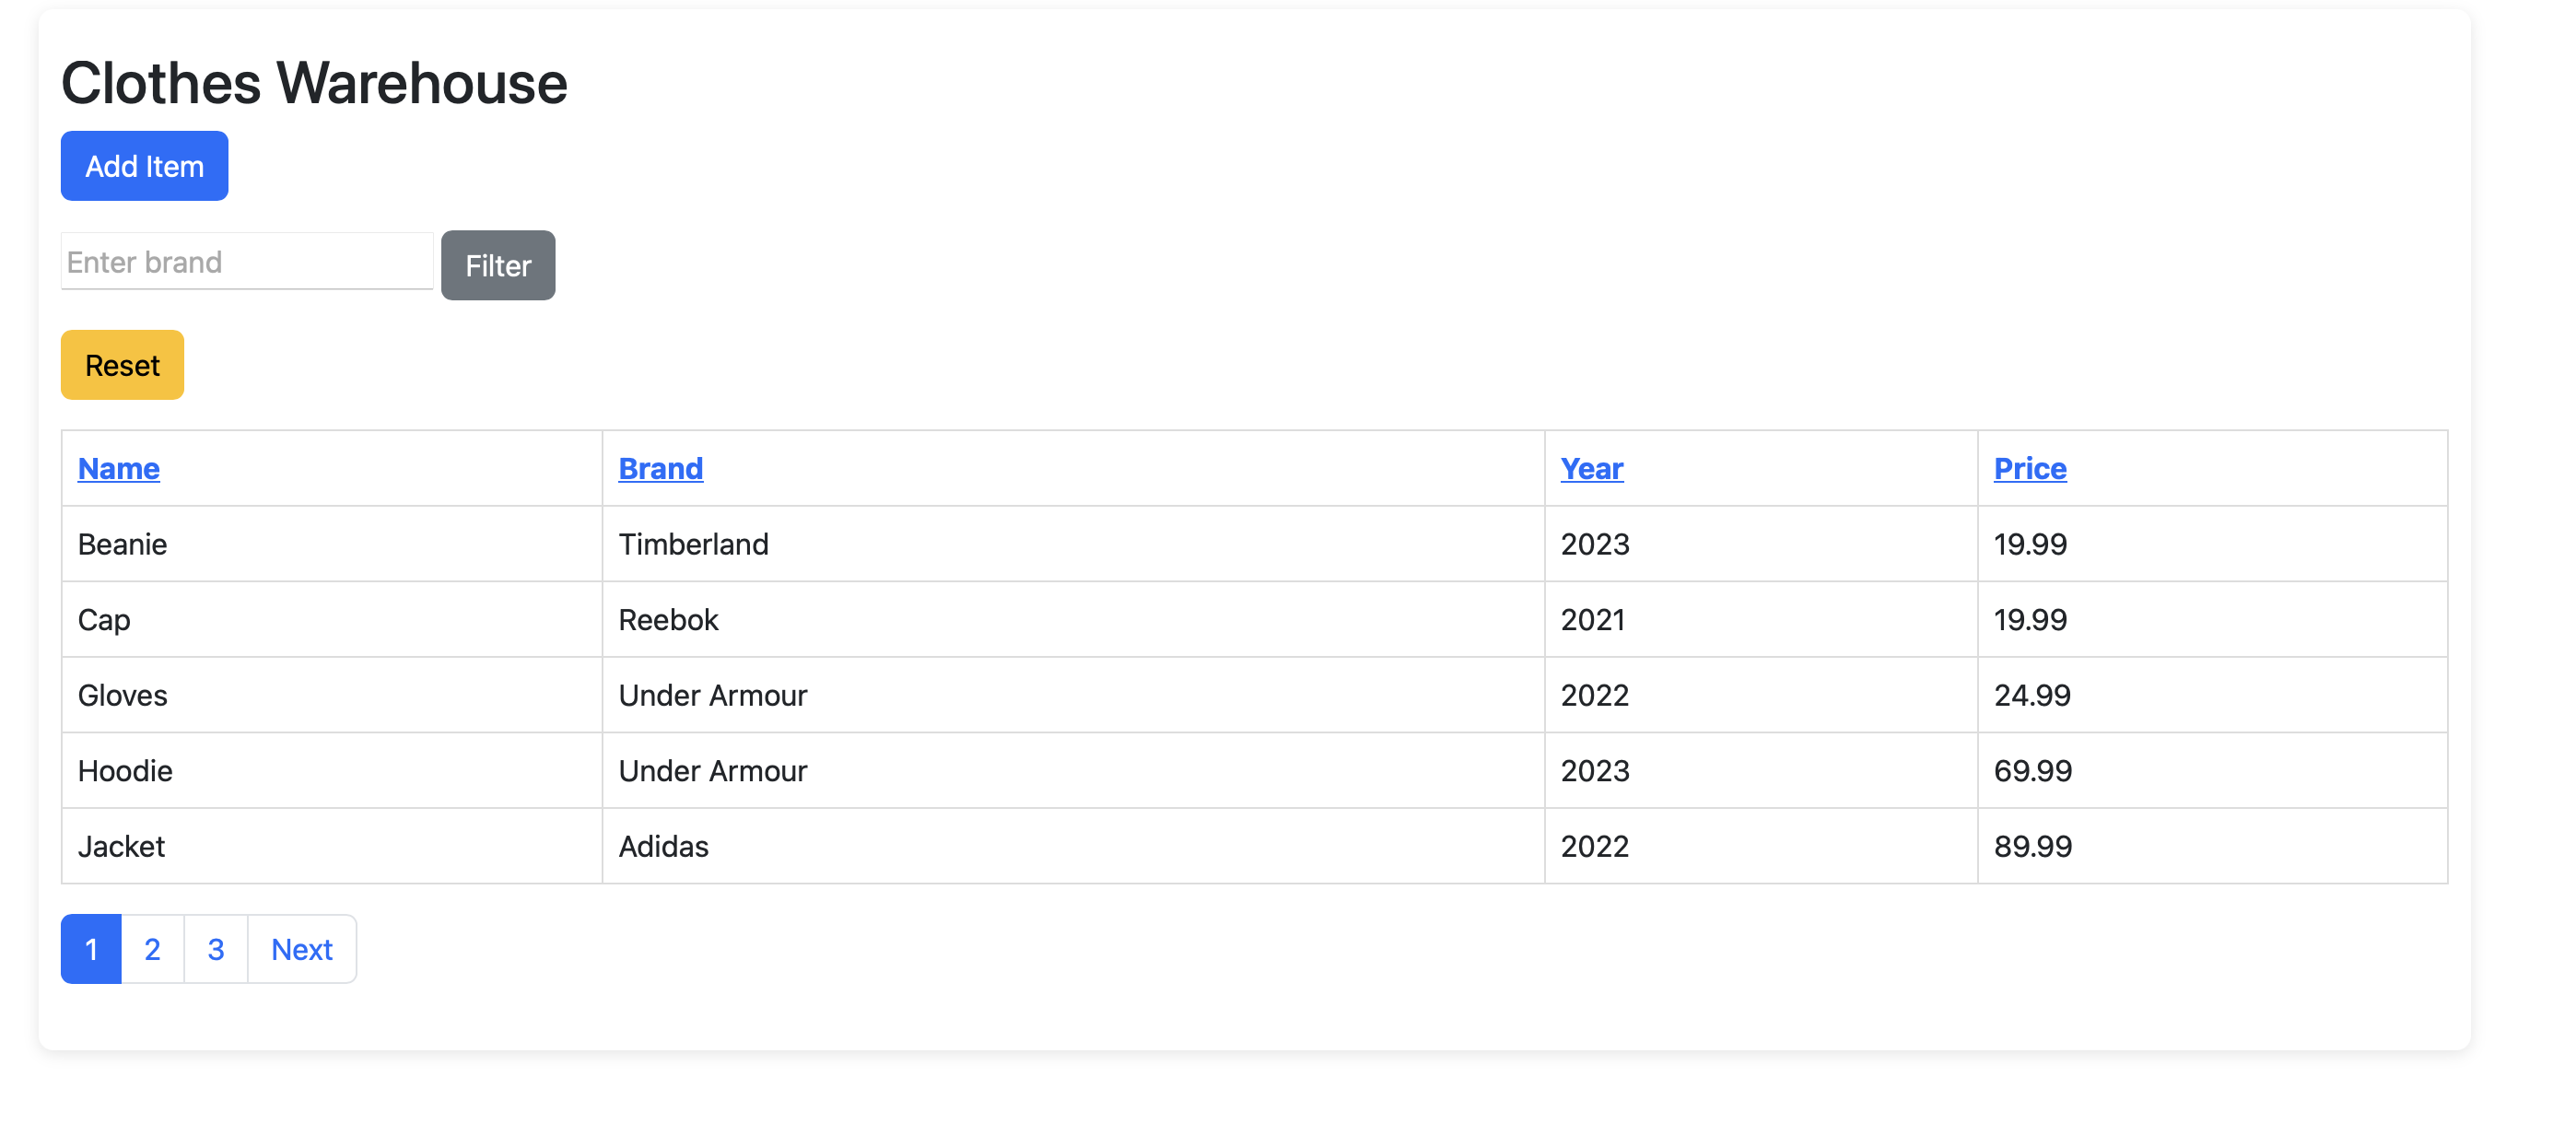 Clothes Warehouse
Add Item
Enter brand Filter
Reset
Name Brand Year Price
Beanie Timberland 2023 19.99
Cap Reebok 2021 19.99
Gloves Under Armour 2022 24.99
Hoodie Under Armour 2023 69.99
Jacket Adidas 2022 89.99
1 2 3 Next